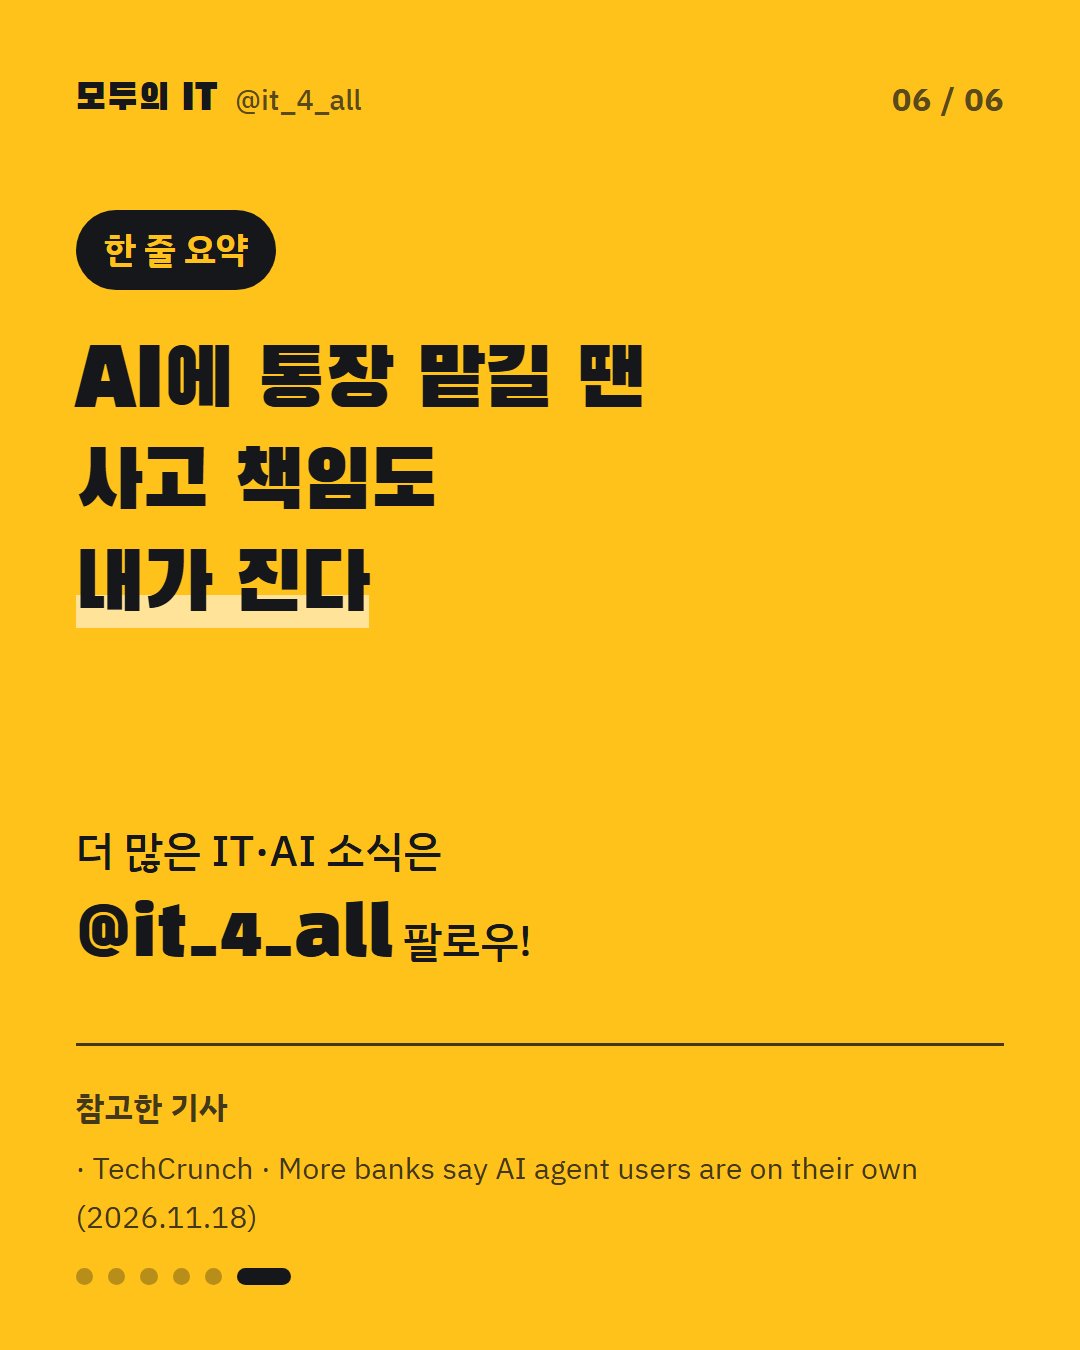 모두의 IT @it_4_all 06 / 06
한 줄 요약
AI에 통장 맡길 땐
사고 책임도
내가 진다
더 많은 IT·AI 소식은
@it_4_all 팔로우!
참고한 기사
· TechCrunch · More banks say AI agent users are on their own
(2026.11.18)